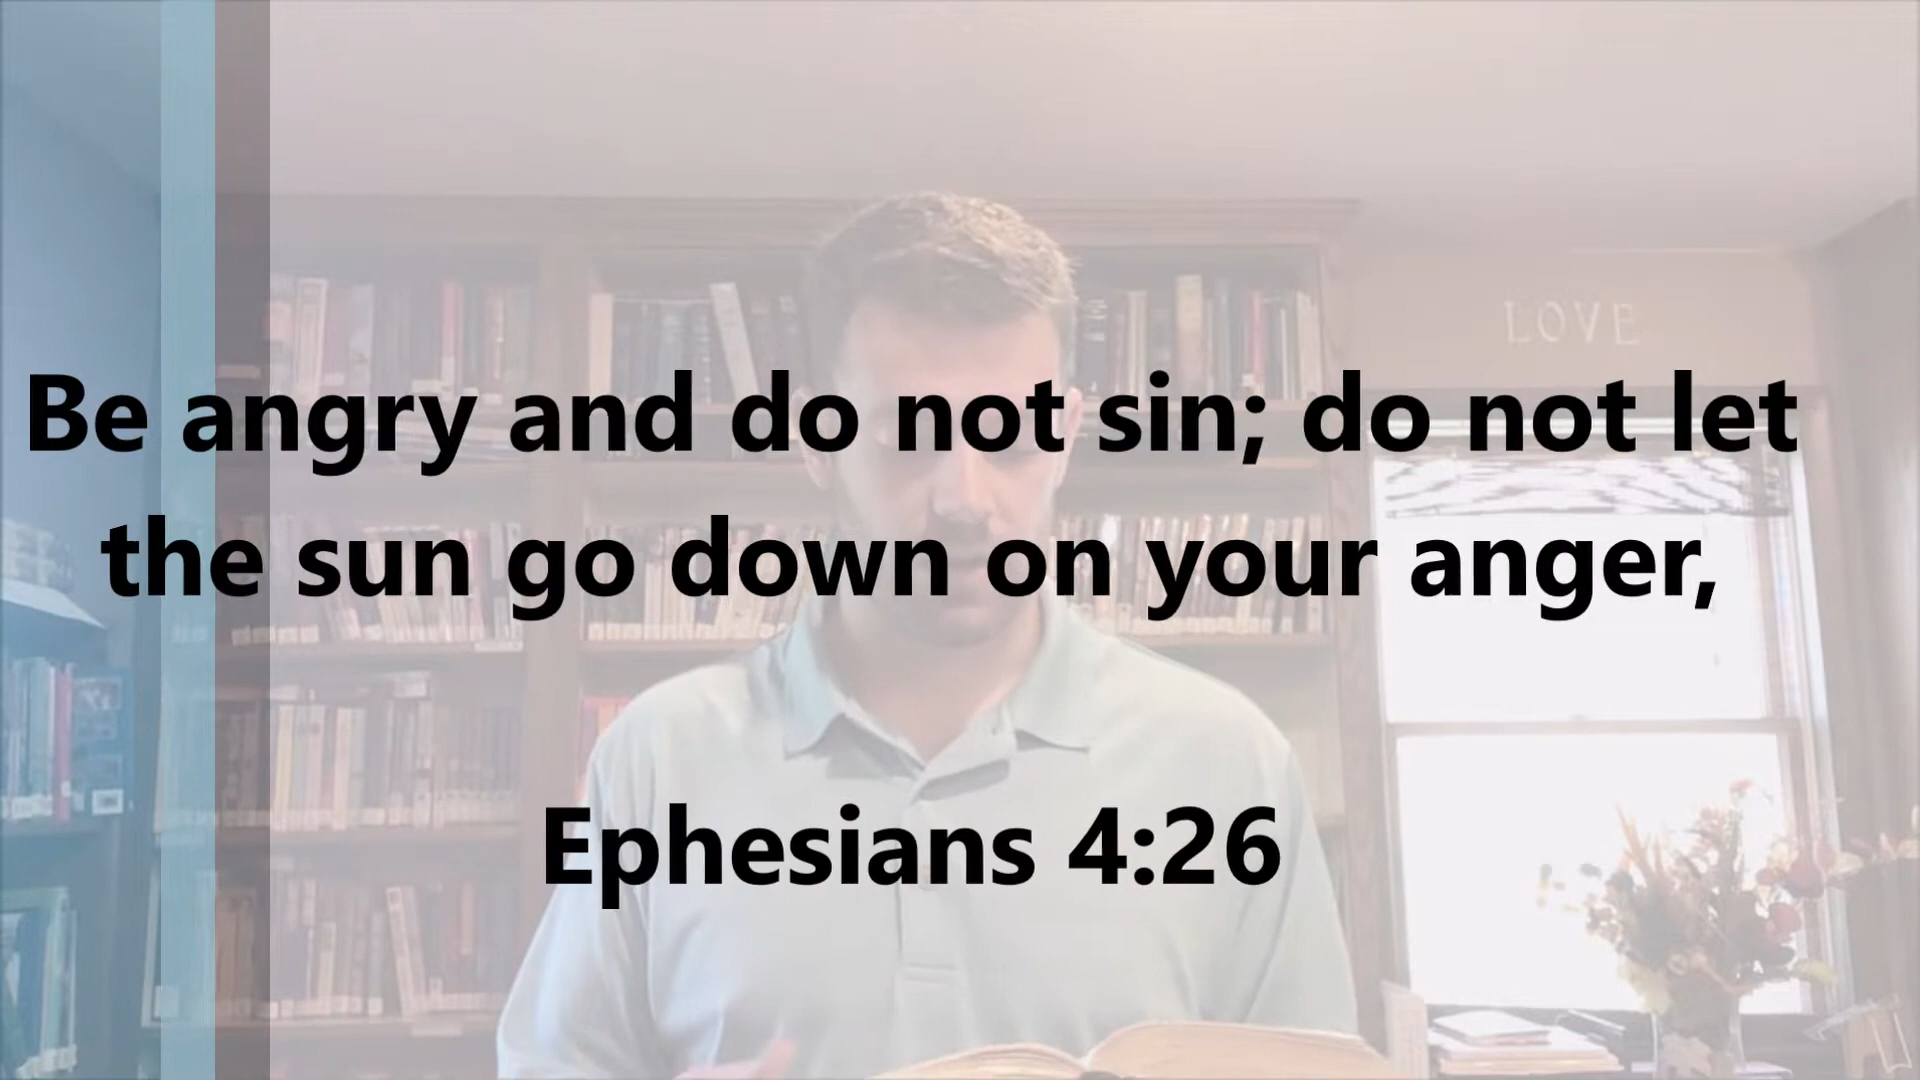 LOVE
Be angry and do not sin; do not let
the sun go down on your anger,
Ephesians 4:26